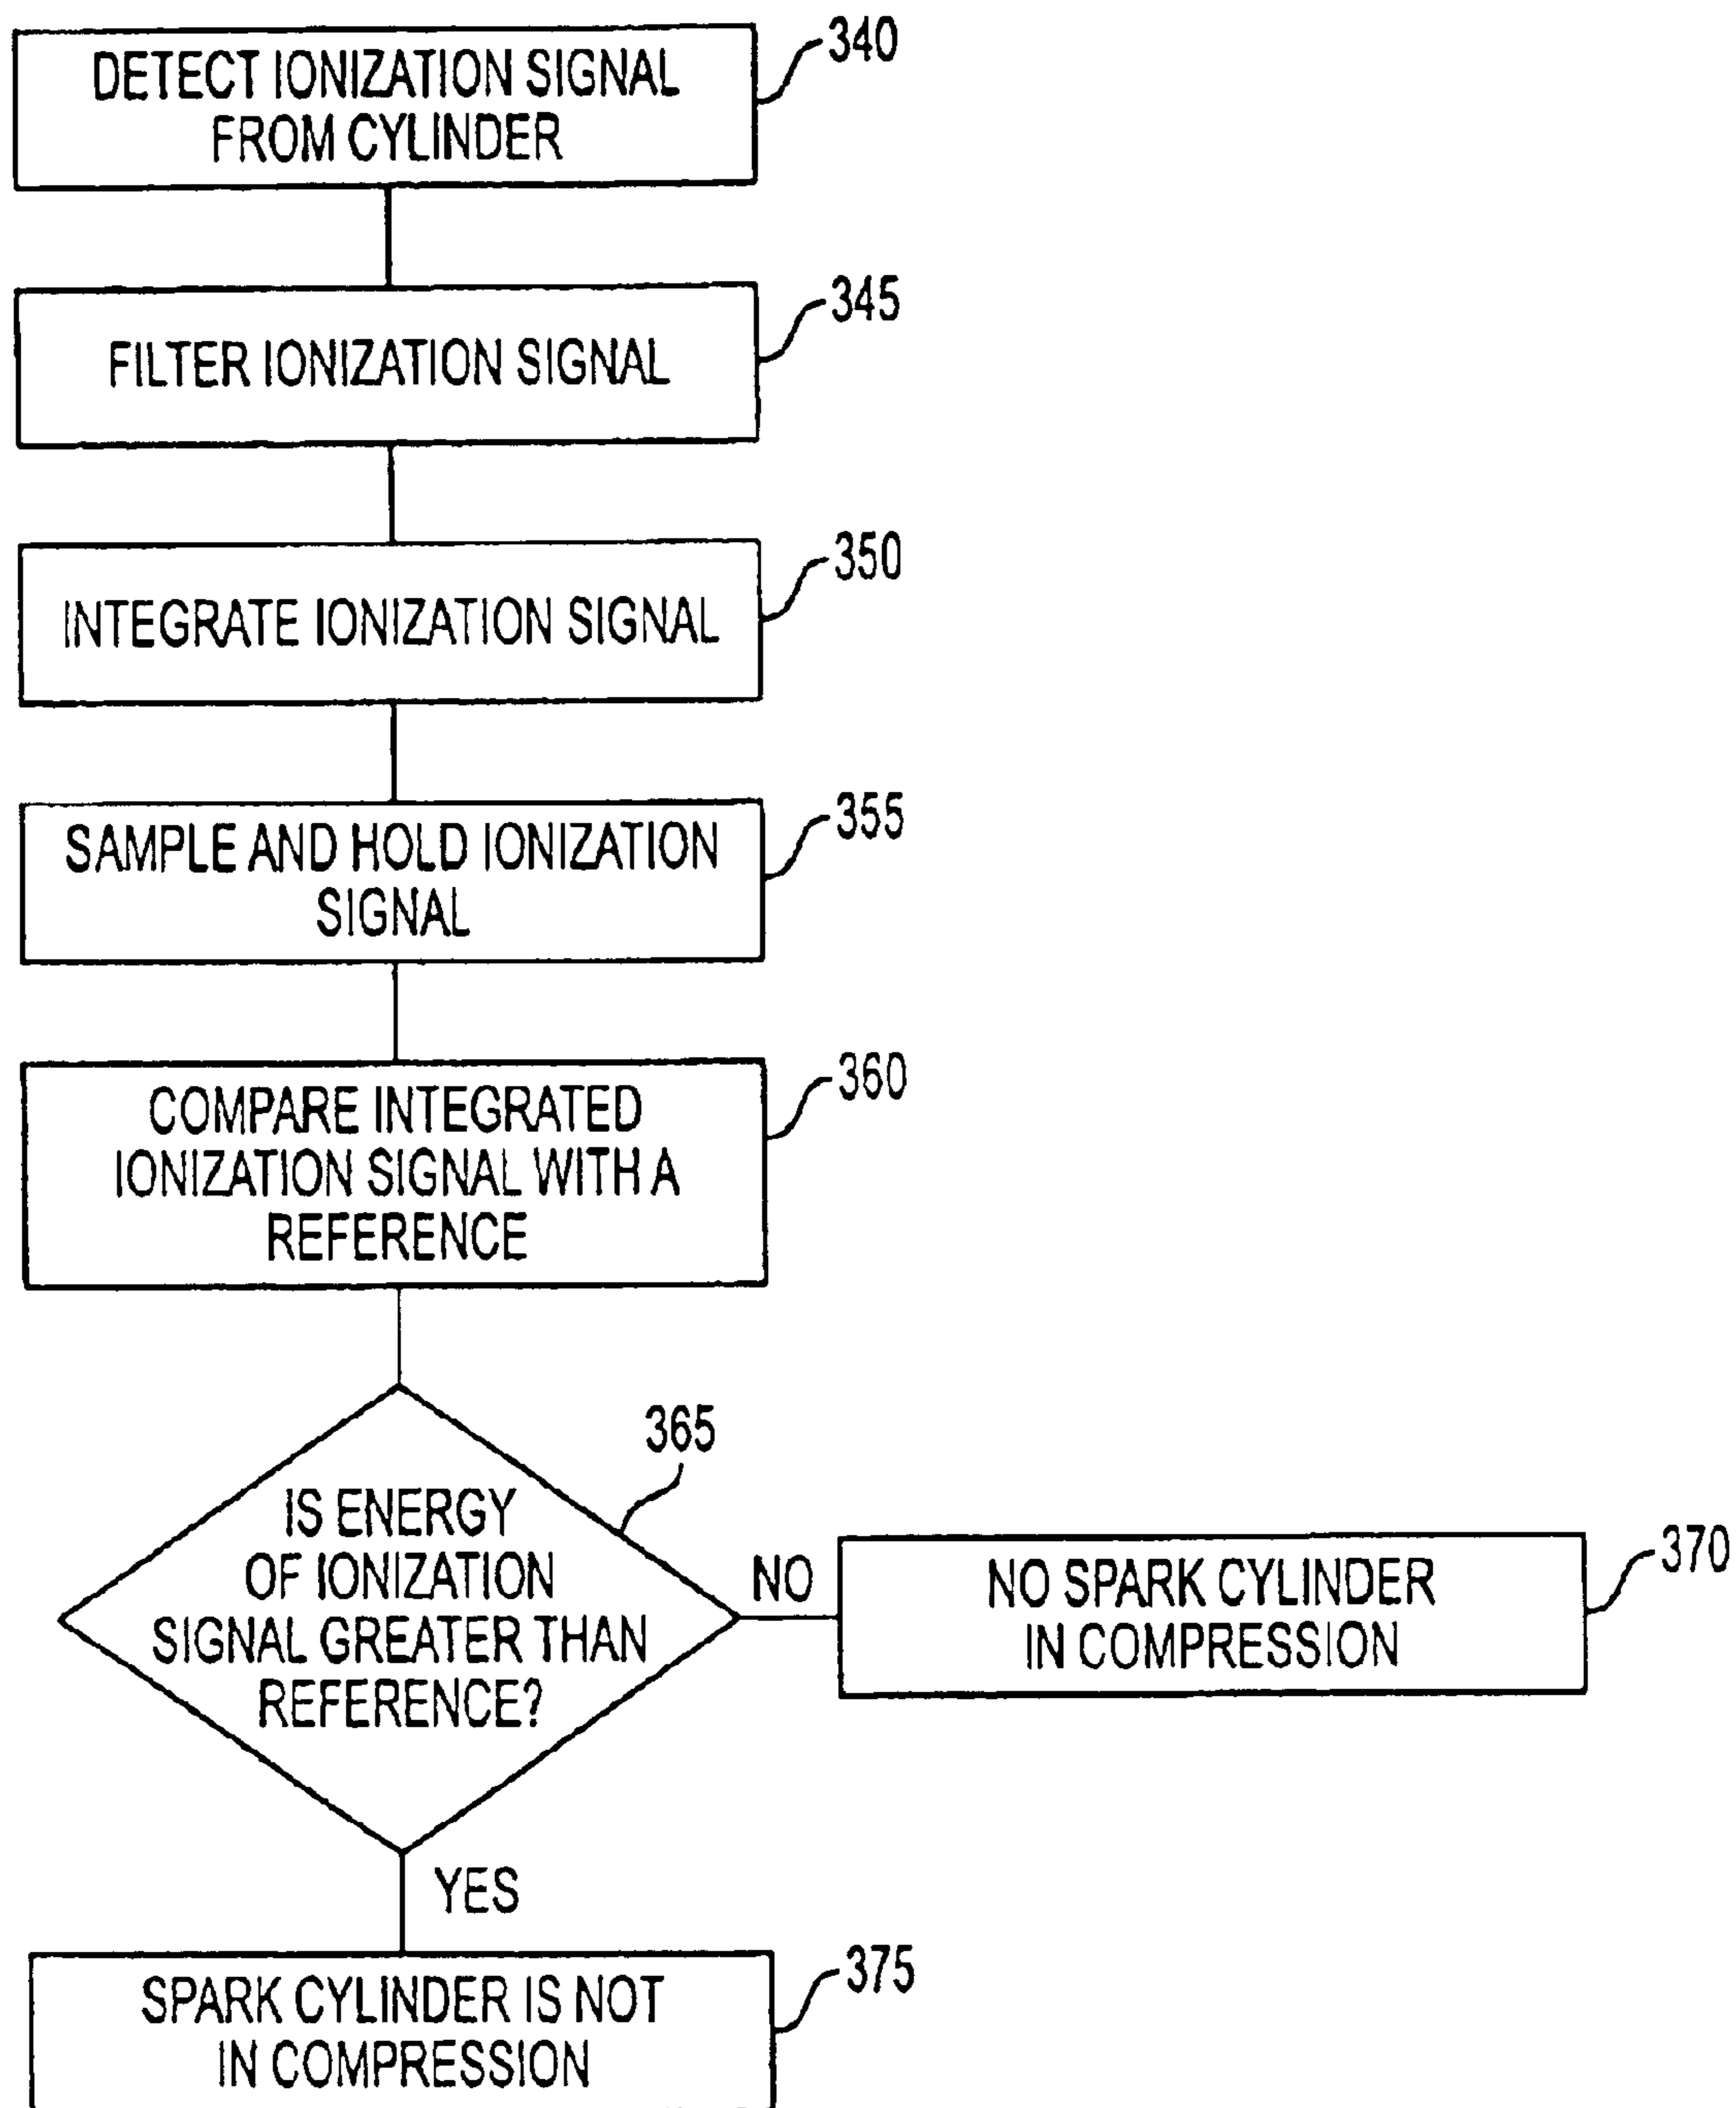 340
DETECT IONIZATION SIGNAL
FROM CYLINDER
345
FILTER IONIZATION SIGNAL
350
INTEGRATE IONIZATION SIGNAL
355
SAMPLE AND HOLD IONIZATION
SIGNAL
360
COMPARE INTEGRATED
IONIZATION SIGNAL WITH A
REFERENCE
365
IS ENERGY
OF IONIZATION
SIGNAL GREATER THAN
REFERENCE?
NO
370
NO SPARK CYLINDER
IN COMPRESSION
YES
375
SPARK CYLINDER IS NOT
IN COMPRESSION